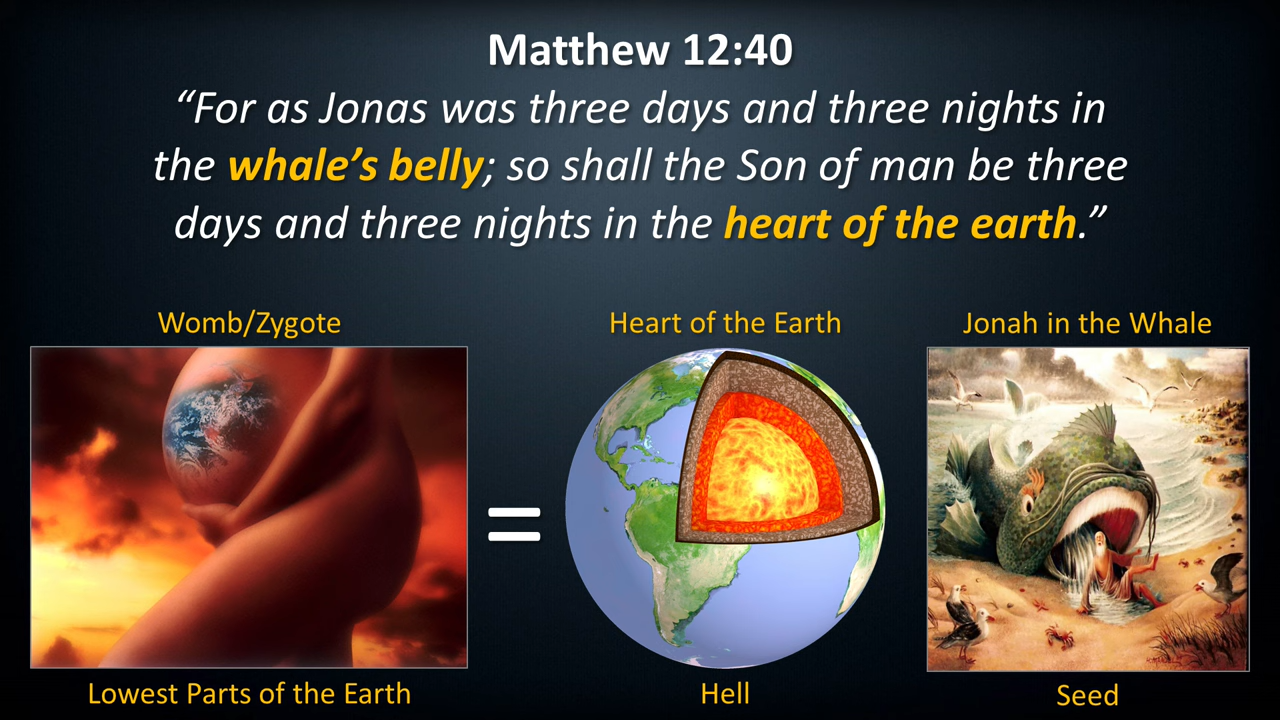 Matthew 12:40
“For as Jonas was three days and three nights in
the whale’s belly; so shall the Son of man be three
days and three nights in the heart of the earth.”
Womb/Zygote
Heart of the Earth
Jonah in the Whale
=
Lowest Parts of the Earth
Hell
Seed